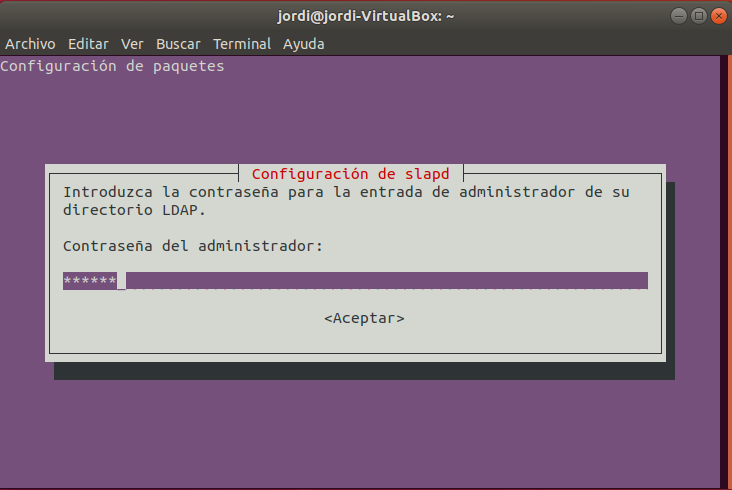 jordi@jordi-VirtualBox: ~
Archivo Editar Ver Buscar Terminal Ayuda
Configuración de paquetes
Configuración de slapd
Introduzca la contraseña para la entrada de administrador de su
directorio LDAP.
Contraseña del administrador:
******_
<Aceptar>